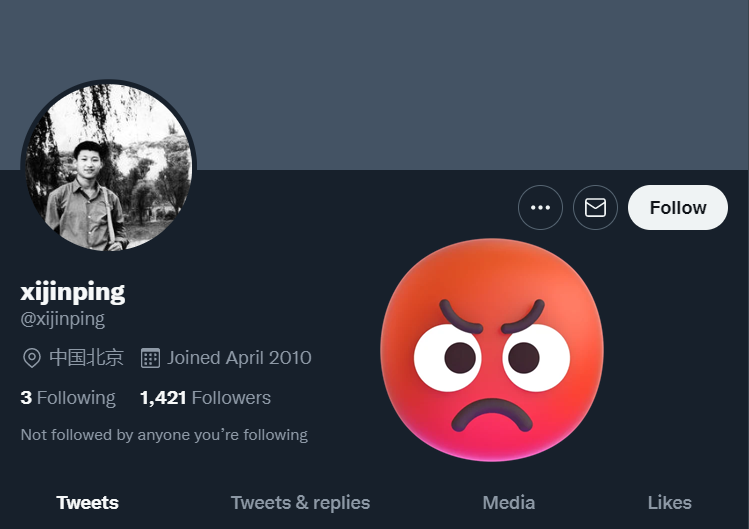 Follow
xijinping
@xijinping
中国北京 Joined April 2010
3 Following 1,421 Followers
Not followed by anyone you’re following
Tweets Tweets & replies Media Likes